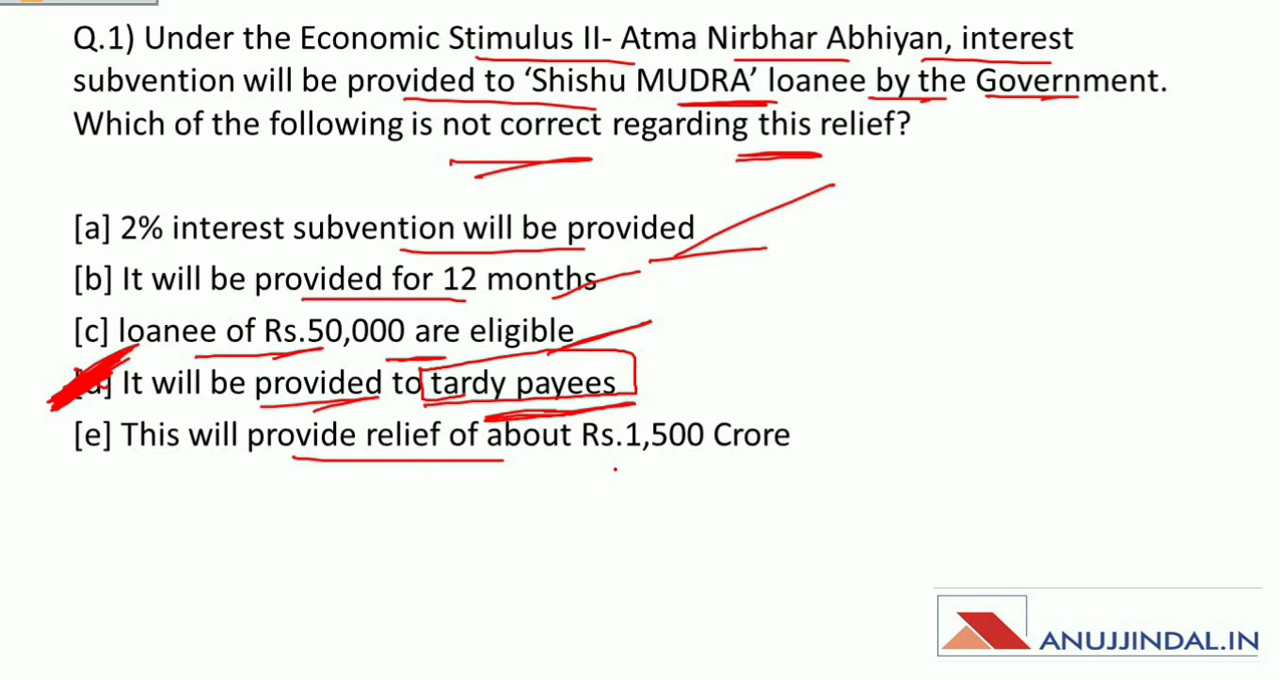 Q.1) Under the Economic Stimulus II- Atma Nirbhar Abhiyan, interest
subvention will be provided to ‘Shishu MUDRA’ loanee by the Government.
Which of the following is not correct regarding this relief?
[a] 2% interest subvention will be provided
[b] It will be provided for 12 months
[c] loanee of Rs.50,000 are eligible
It will be provided to tardy payees
[e] This will provide relief of about Rs.1,500 Crore
ANUJJINDAL.IN